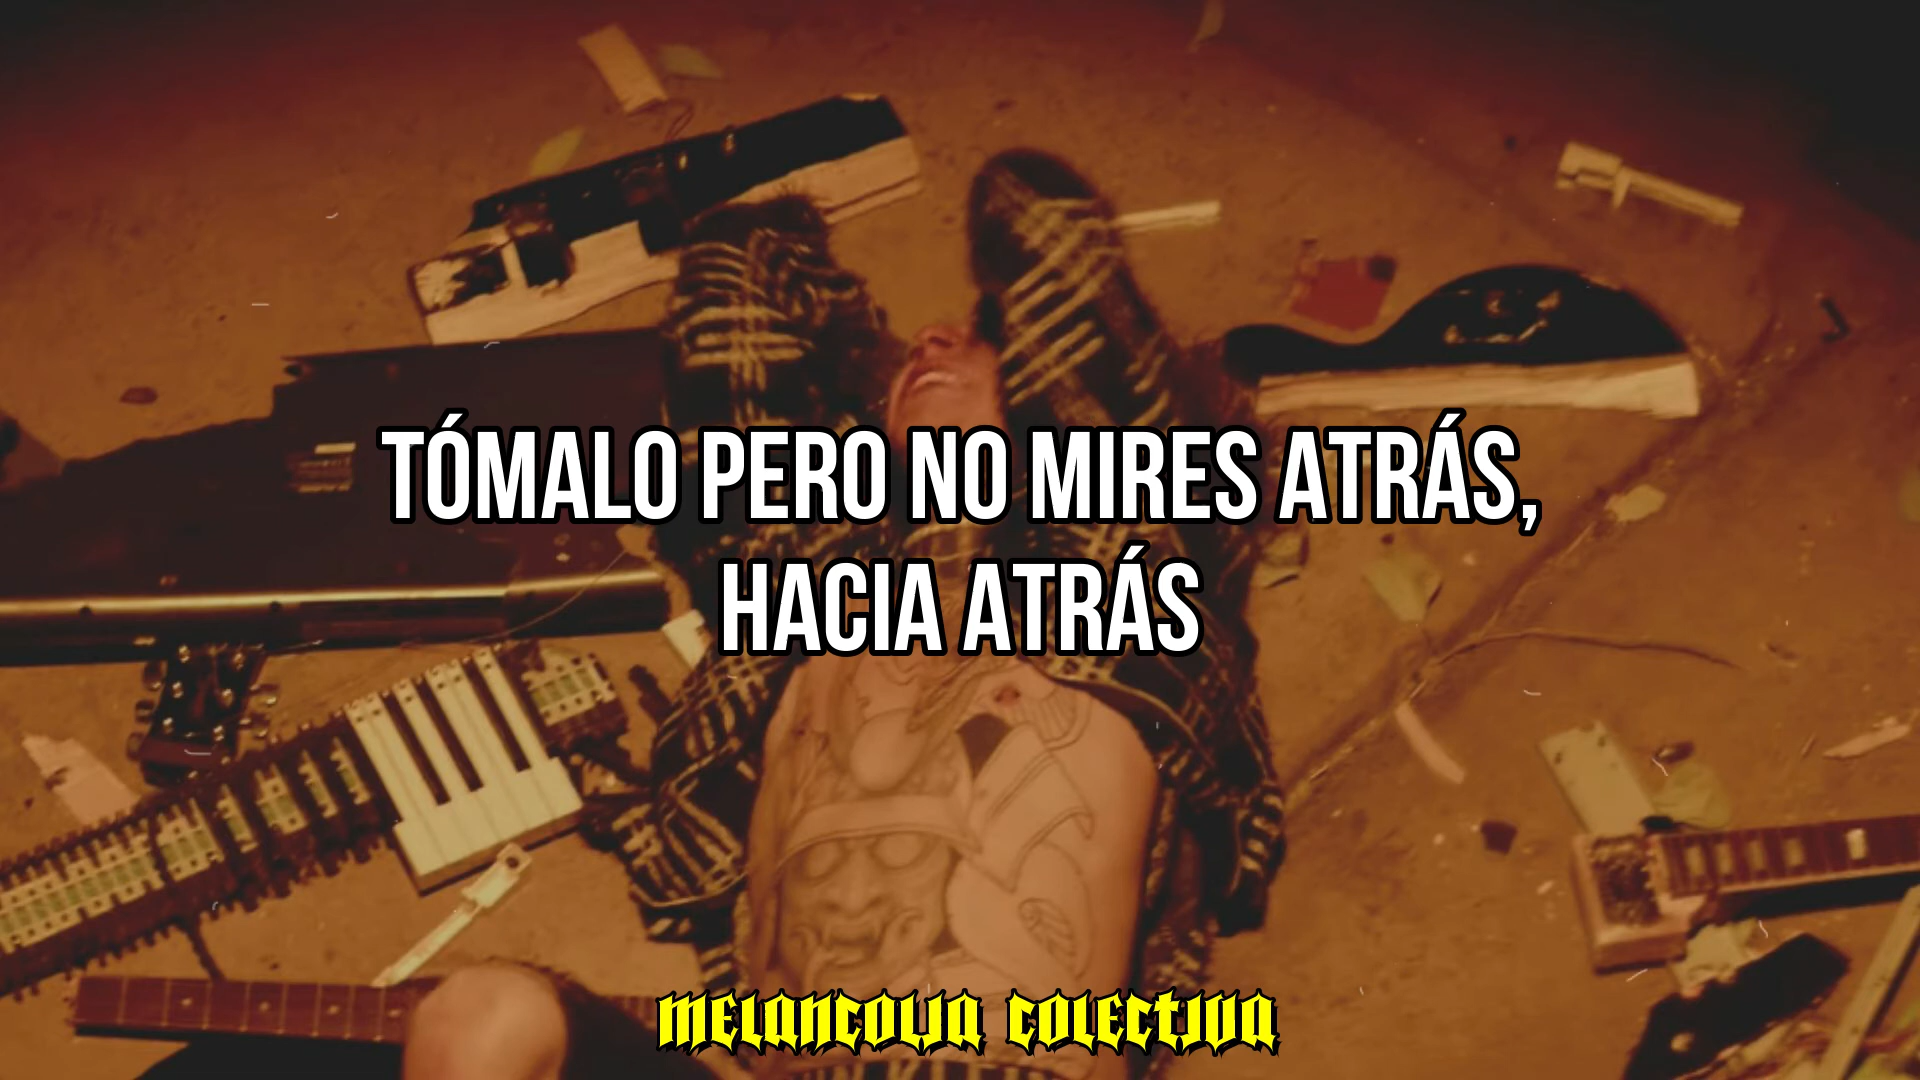 TÓMALO PERO NO MIRES ATRÁS,
HACIA ATRÁS
MELANCOLIA COLECTIVA